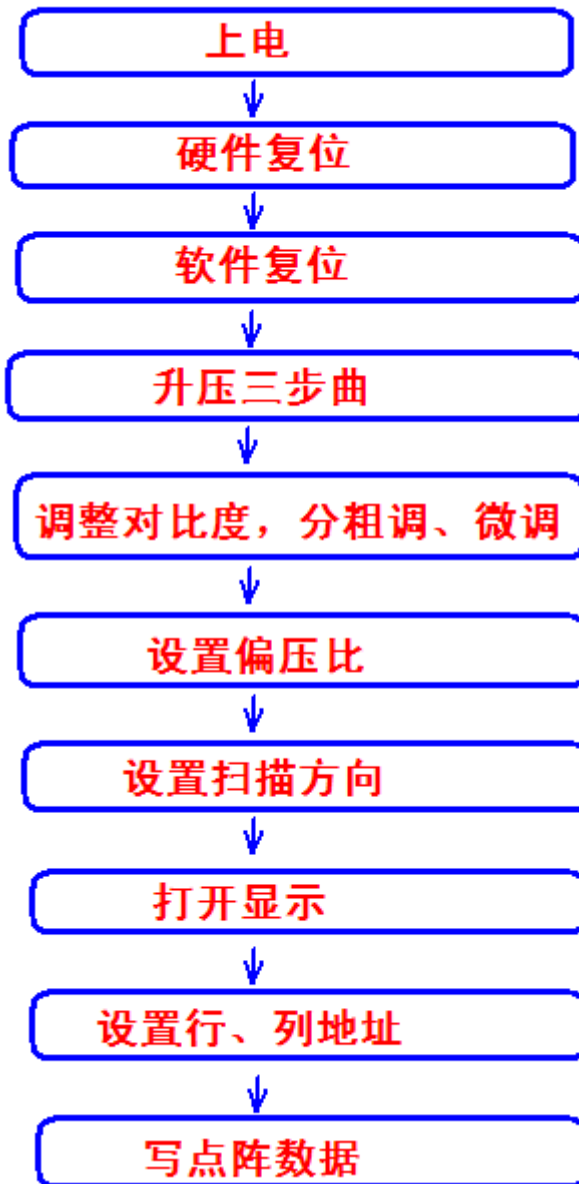 上电
硬件复位
软件复位
升压三步曲
调整对比度，分粗调、微调
设置偏压比
设置扫描方向
打开显示
设置行、列地址
写点阵数据